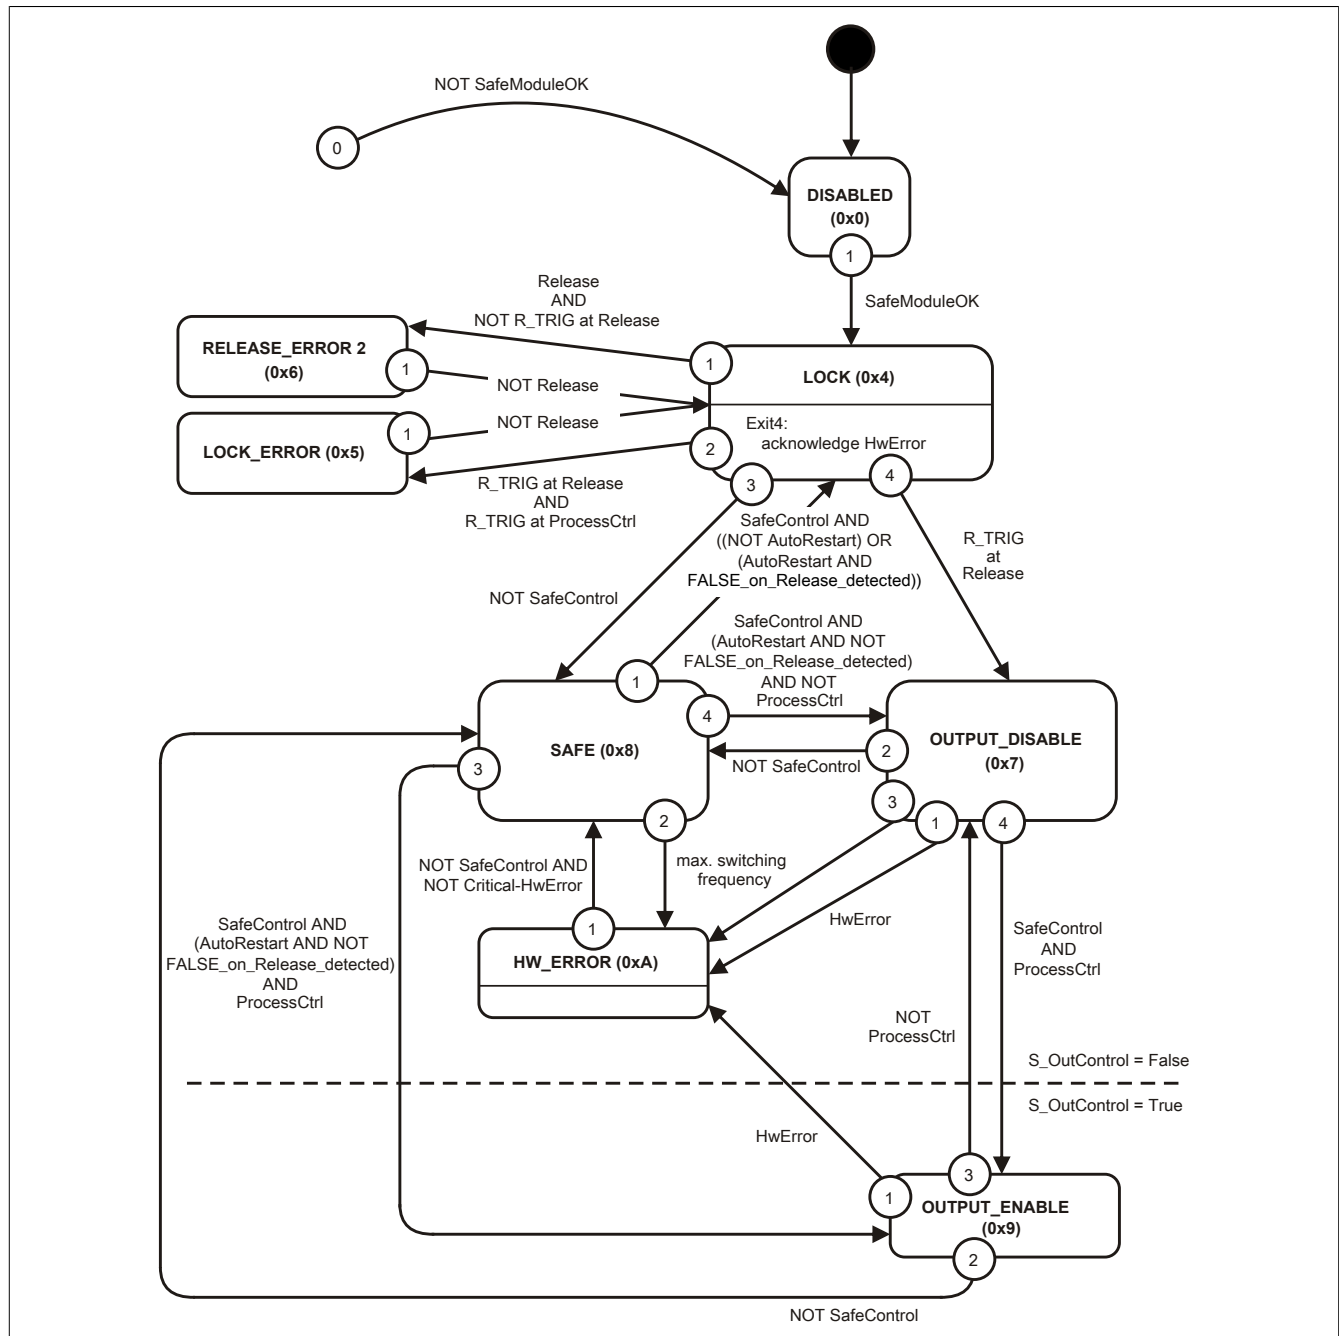 NOT SafeModuleOK
0
DISABLED
(0x0)
1
SafeModuleOK
Release
AND
NOT R_TRIG at Release
RELEASE_ERROR 2
(0x6)
1
NOT Release
1
LOCK (0x4)
LOCK_ERROR (0x5)
1
NOT Release
2
Exit4:
acknowledge HwError
R_TRIG at Release
AND
R_TRIG at ProcessCtrl
3
4
SafeControl AND
((NOT AutoRestart) OR
(AutoRestart AND
FALSE_on_Release_detected))
R_TRIG
at
Release
NOT SafeControl
SafeControl AND
(AutoRestart AND NOT
FALSE_on_Release_detected)
AND NOT
ProcessCtrl
1
4
SAFE (0x8)
3
2
NOT SafeControl
OUTPUT_DISABLE
(0x7)
2
3
1
4
NOT SafeControl AND
NOT Critical-HwError
max. switching
frequency
HwError
1
HW_ERROR (0xA)
SafeControl AND
(AutoRestart AND NOT
FALSE_on_Release_detected)
AND
ProcessCtrl
SafeControl
AND
ProcessCtrl
NOT
ProcessCtrl
S_OutControl = False
S_OutControl = True
HwError
3
1
OUTPUT_ENABLE
(0x9)
2
NOT SafeControl